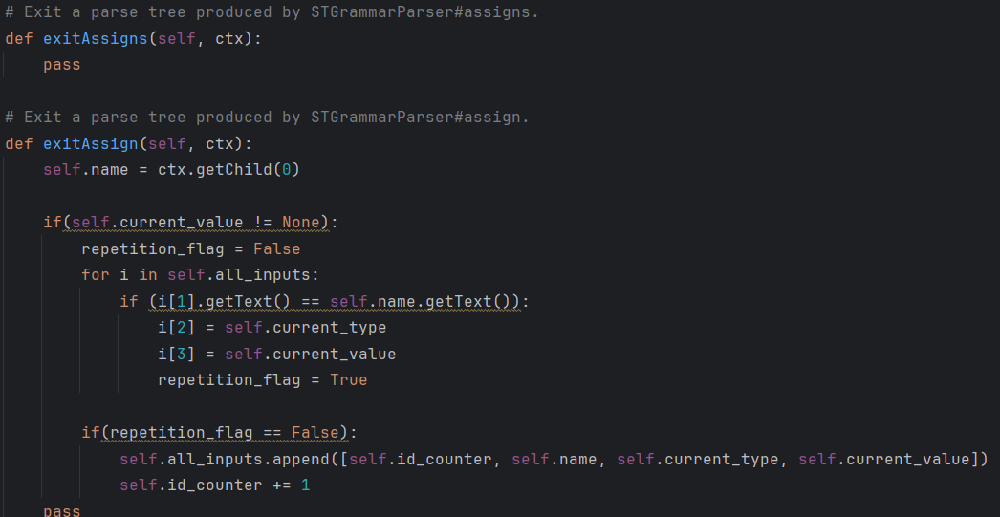 # Exit a parse tree produced by STGrammarParser#assigns.
def exitAssigns(self, ctx):
    pass
# Exit a parse tree produced by STGrammarParser#assign.
def exitAssign(self, ctx):
    self.name = ctx.getChild(0)
    if(self.current_value != None):
        repetition_flag = False
        for i in self.all_inputs:
            if (i[1].getText() == self.name.getText()):
                i[2] = self.current_type
                i[3] = self.current_value
                repetition_flag = True
        if(repetition_flag == False):
            self.all_inputs.append([self.id_counter, self.name, self.current_type, self.current_value])
            self.id_counter += 1
    pass